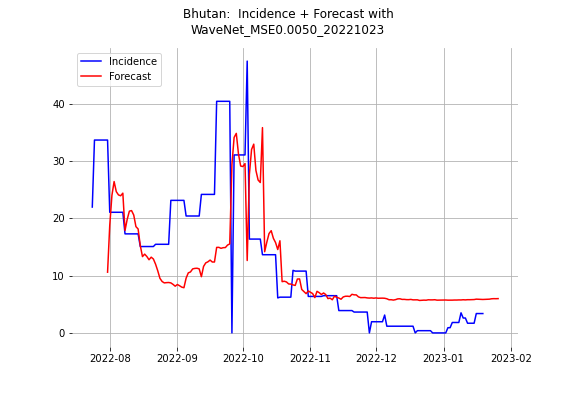 Bhutan:  Incidence + Forecast with
WaveNet_MSE0.0050_20221023
Incidence
Forecast
40
30
20
10
0
2022-08 2022-09 2022-10 2022-11 2022-12 2023-01 2023-02